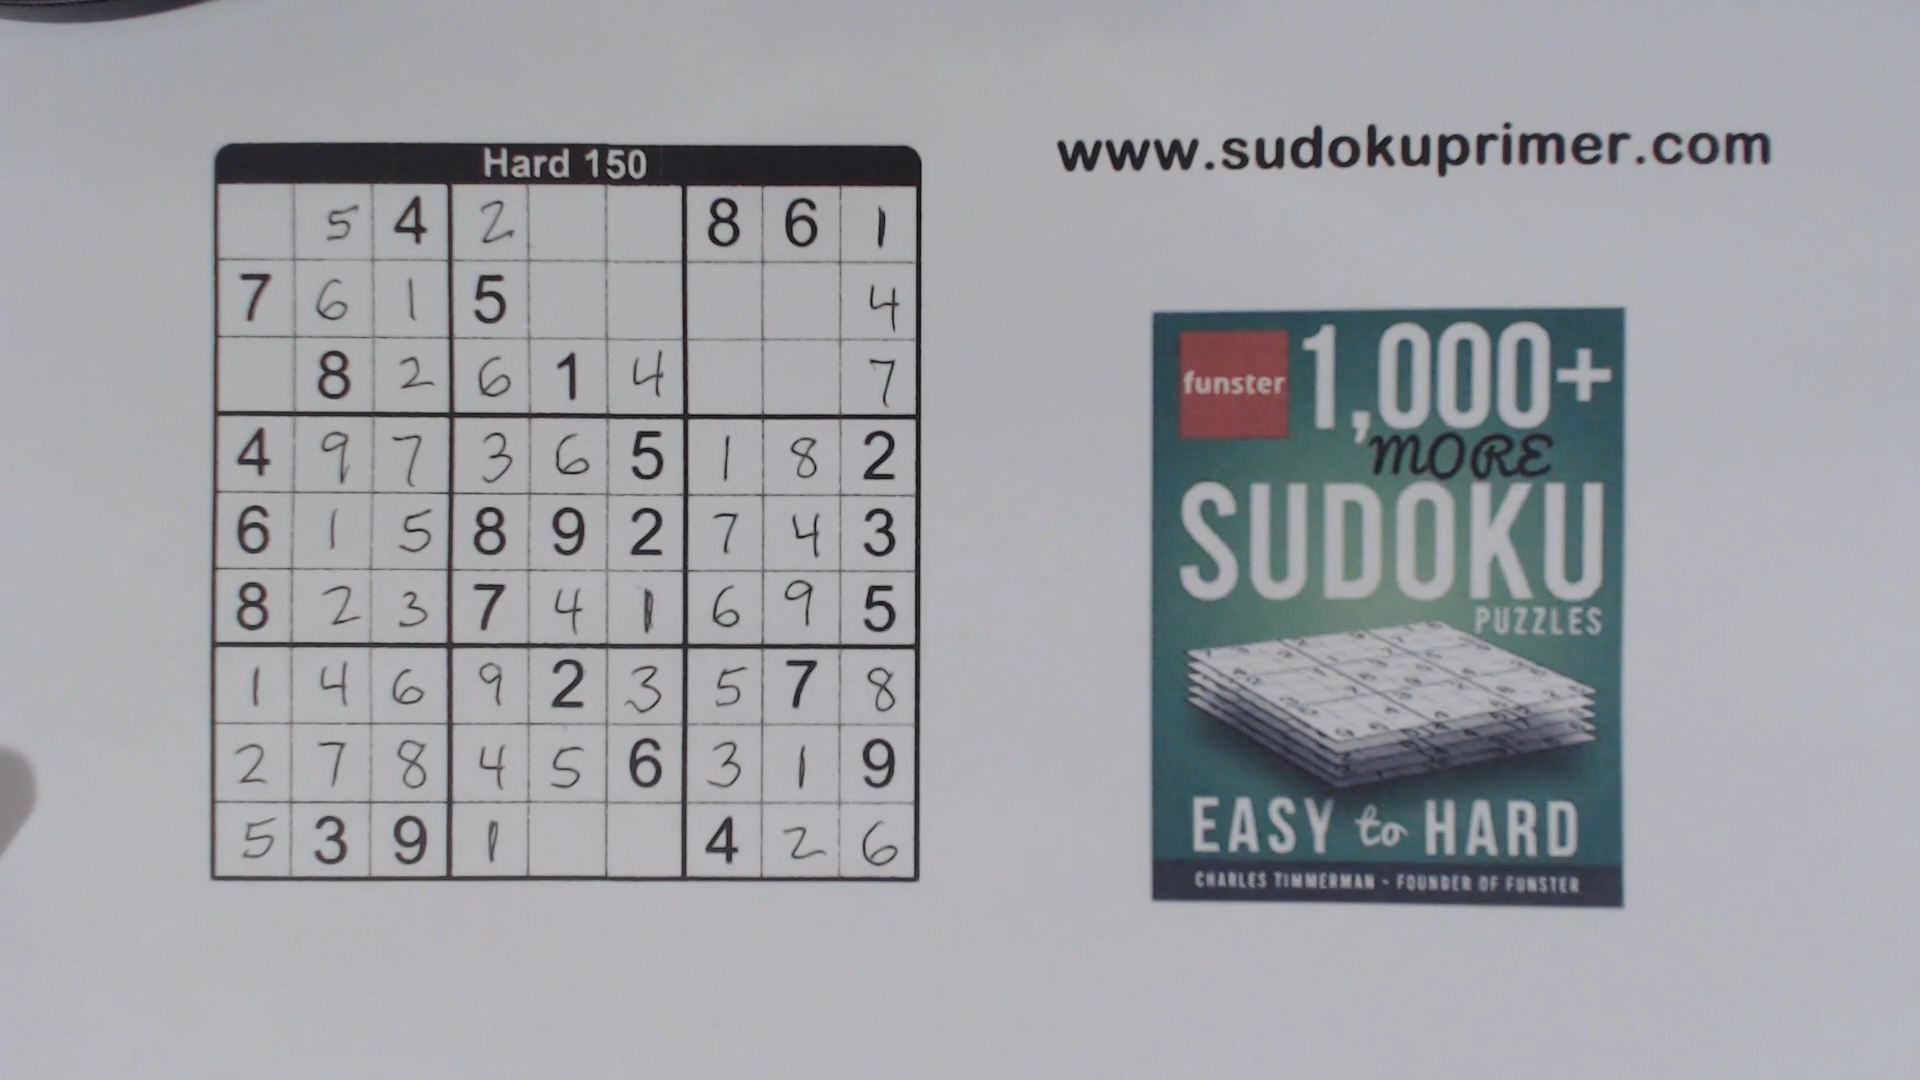 www.sudokuprimer.com
Hard 150
5 4 2 8 6 1
7 6 1 5 4
8 2 6 1 4 7
4 9 7 3 6 5 1 8 2
6 1 5 8 9 2 7 4 3
8 2 3 7 4 1 6 9 5
1 4 6 9 2 3 5 7 8
2 7 8 4 5 6 3 1 9
5 3 9 1 4 2 6
funster
1,000+
MORE
SUDOKU
PUZZLES
EASY to HARD
CHARLES TIMMERMAN - FOUNDER OF FUNSTER